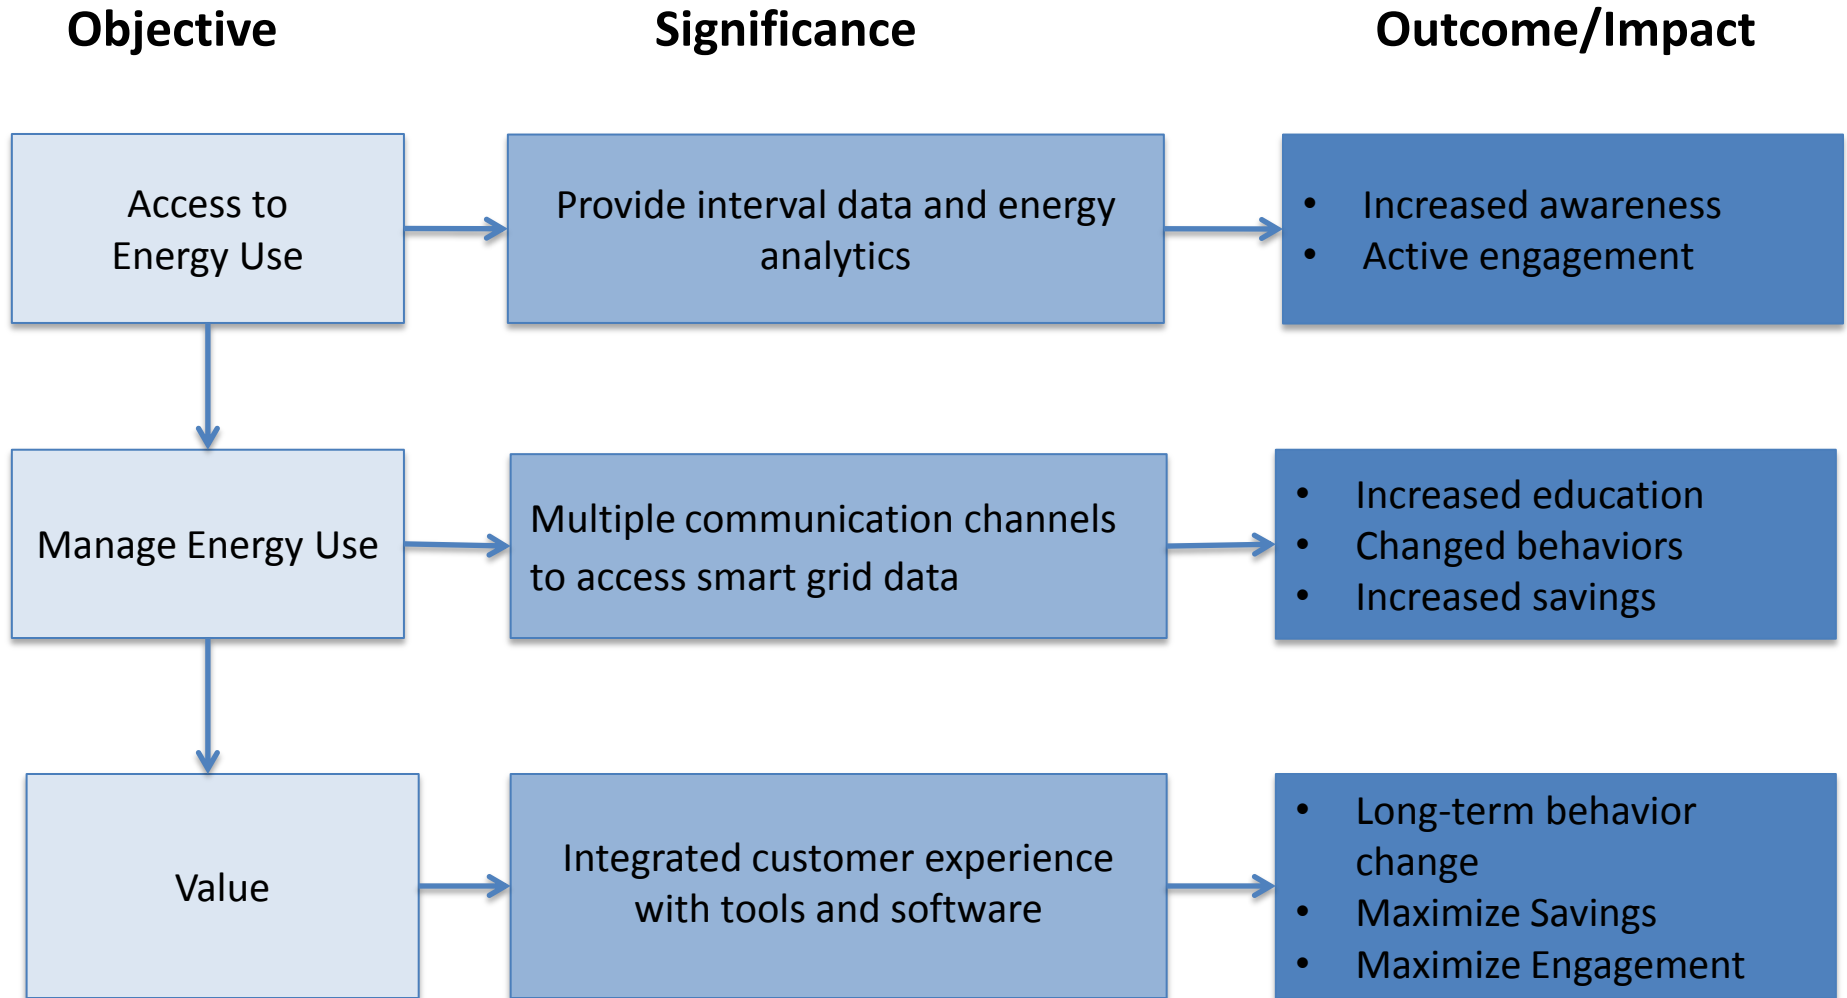 Objective
Significance
Outcome/Impact
Access to
Energy Use
Provide interval data and energy
analytics
• Increased awareness
• Active engagement
Manage Energy Use
Multiple communication channels
to access smart grid data
• Increased education
• Changed behaviors
• Increased savings
Value
Integrated customer experience
with tools and software
• Long-term behavior
change
• Maximize Savings
• Maximize Engagement